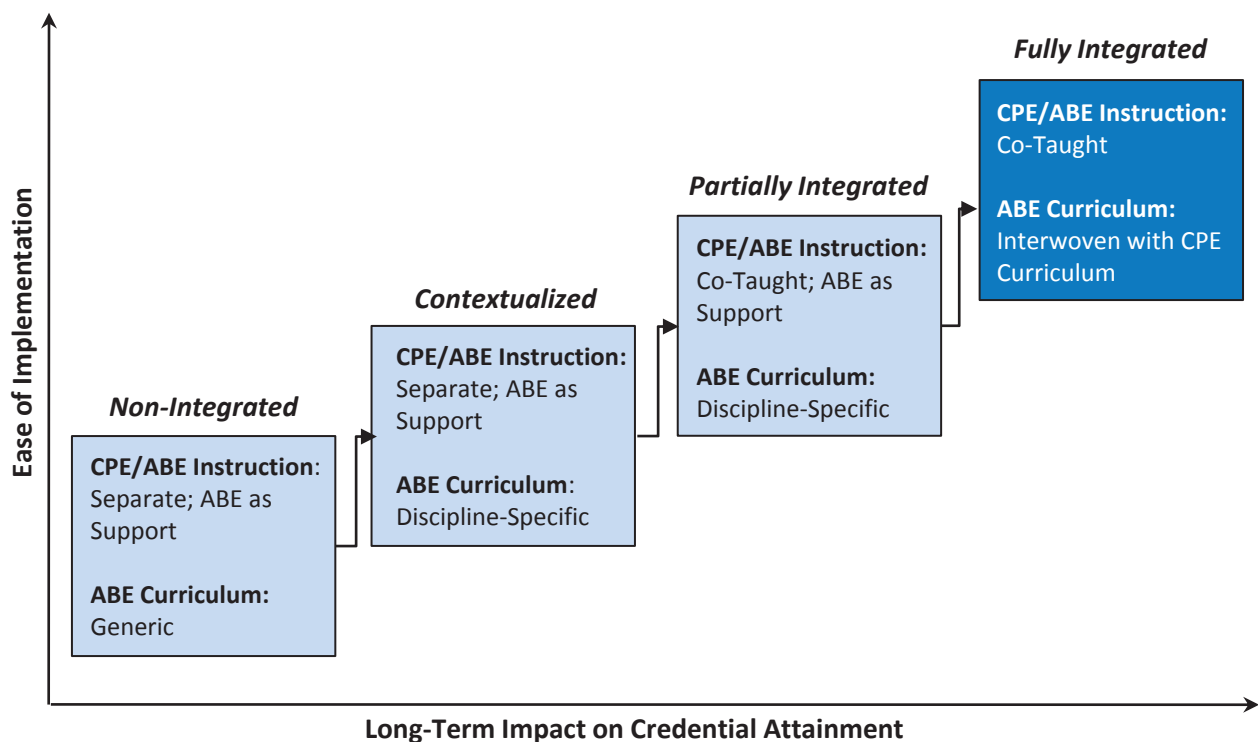 Ease of Implementation
Non-Integrated
CPE/ABE Instruction:
Separate; ABE as
Support
ABE Curriculum:
Generic
Contextualized
CPE/ABE Instruction:
Separate; ABE as
Support
ABE Curriculum:
Discipline-Specific
Partially Integrated
CPE/ABE Instruction:
Co-Taught; ABE as
Support
ABE Curriculum:
Discipline-Specific
Fully Integrated
CPE/ABE Instruction:
Co-Taught
ABE Curriculum:
Interwoven with CPE
Curriculum
Long-Term Impact on Credential Attainment